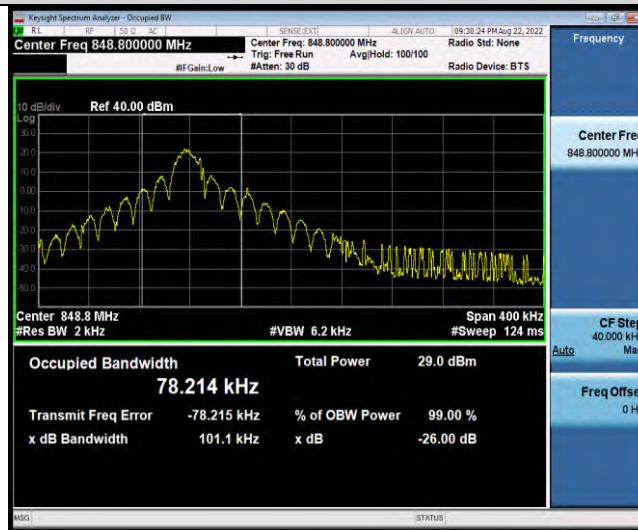 Keysight Spectrum Analyzer - Occupied BW
RL RF 50 Ω AC SENSE:EXT ALIGN AUTO 09:30:24 PM Aug 22, 2022
Center Freq 848.800000 MHz Center Freq: 848.800000 MHz Radio Std: None Frequency
Trig: Free Run Avg|Hold: 100/100
#IFGain:Low #Atten: 30 dB Radio Device: BTS
10 dB/div Ref 40.00 dBm
Log
30.0
20.0
10.0
0.00
-10.0
-20.0
-30.0
-40.0
-50.0
Center Fre
848.800000 MH
Center 848.8 MHz Span 400 kHz
#Res BW 2 kHz #VBW 6.2 kHz #Sweep 124 ms
CF Step
40.000 kH
Auto Ma
Occupied Bandwidth Total Power 29.0 dBm
78.214 kHz
Transmit Freq Error -78.215 kHz % of OBW Power 99.00 %
x dB Bandwidth 101.1 kHz x dB -26.00 dB
Freq Offse
0 H
MSG STATUS